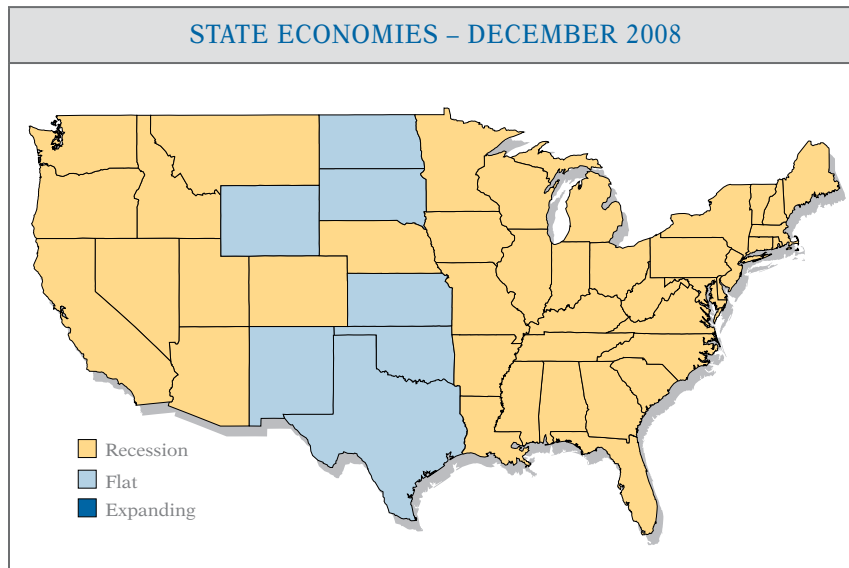 STATE ECONOMIES – DECEMBER 2008
Recession
Flat
Expanding